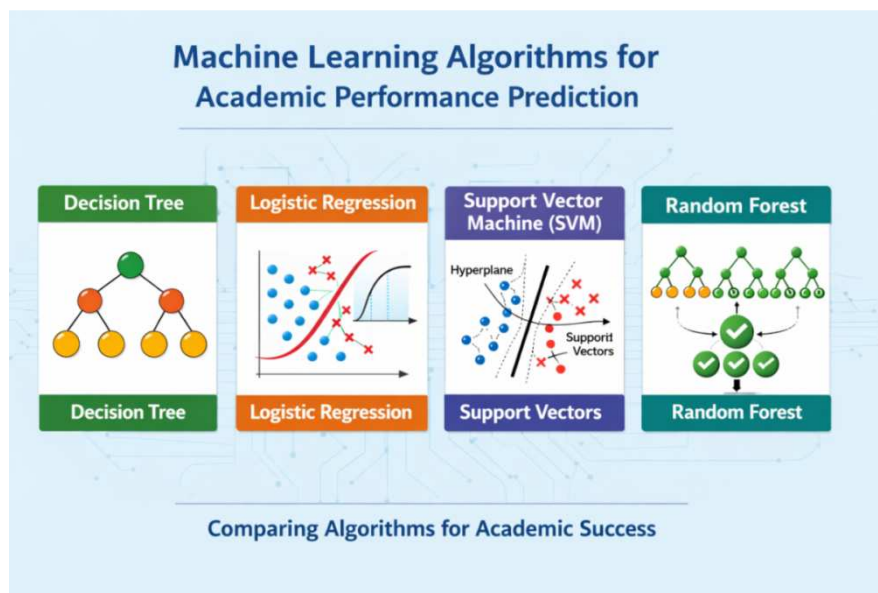 Machine Learning Algorithms for
Academic Performance Prediction
Decision Tree
Decision Tree
Logistic Regression
Logistic Regression
Support Vector
Machine (SVM)
Hyperplane
Support
Vectors
Support Vectors
Random Forest
Random Forest
Comparing Algorithms for Academic Success